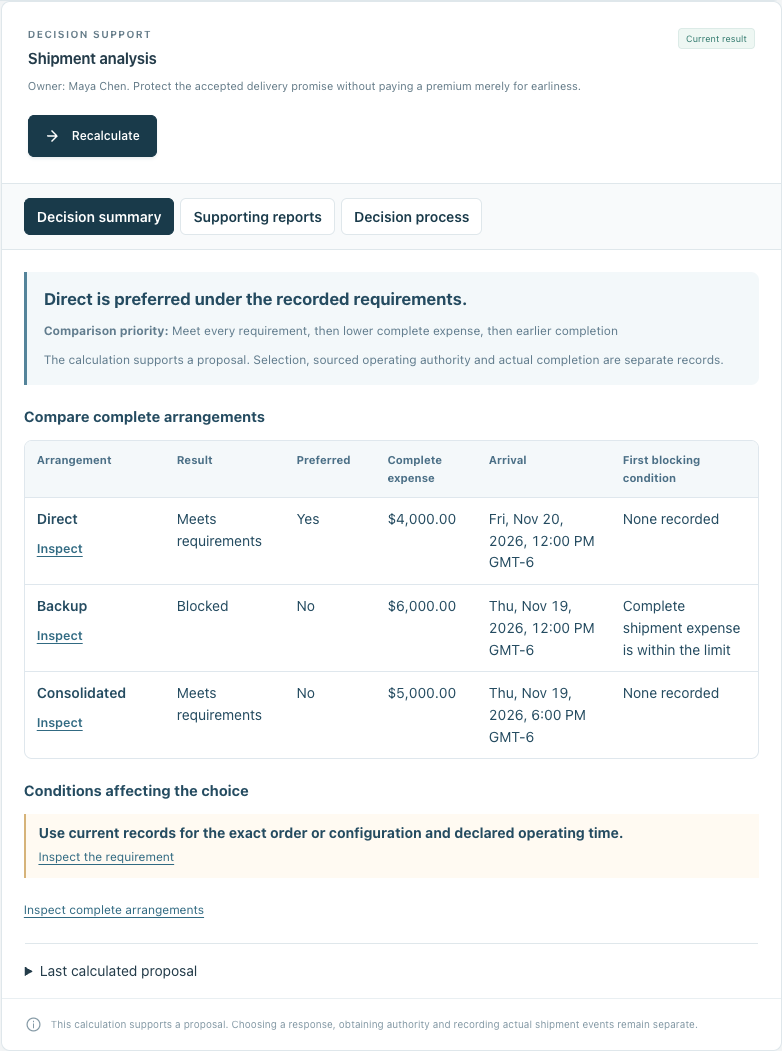 DECISION SUPPORT
Current result
Shipment analysis
Owner: Maya Chen. Protect the accepted delivery promise without paying a premium merely for earliness.
Recalculate
Decision summary
Supporting reports
Decision process
Direct is preferred under the recorded requirements.
Comparison priority: Meet every requirement, then lower complete expense, then earlier completion
The calculation supports a proposal. Selection, sourced operating authority and actual completion are separate records.
Compare complete arrangements
Arrangement
Result
Preferred
Complete
expense
Arrival
First blocking
condition
Direct
Inspect
Meets
requirements
Yes
$4,000.00
Fri, Nov 20,
2026, 12:00 PM
GMT-6
None recorded
Backup
Inspect
Blocked
No
$6,000.00
Thu, Nov 19,
2026, 12:00 PM
GMT-6
Complete
shipment expense
is within the limit
Consolidated
Inspect
Meets
requirements
No
$5,000.00
Thu, Nov 19,
2026, 6:00 PM
GMT-6
None recorded
Conditions affecting the choice
Use current records for the exact order or configuration and declared operating time.
Inspect the requirement
Inspect complete arrangements
Last calculated proposal
This calculation supports a proposal. Choosing a response, obtaining authority and recording actual shipment events remain separate.